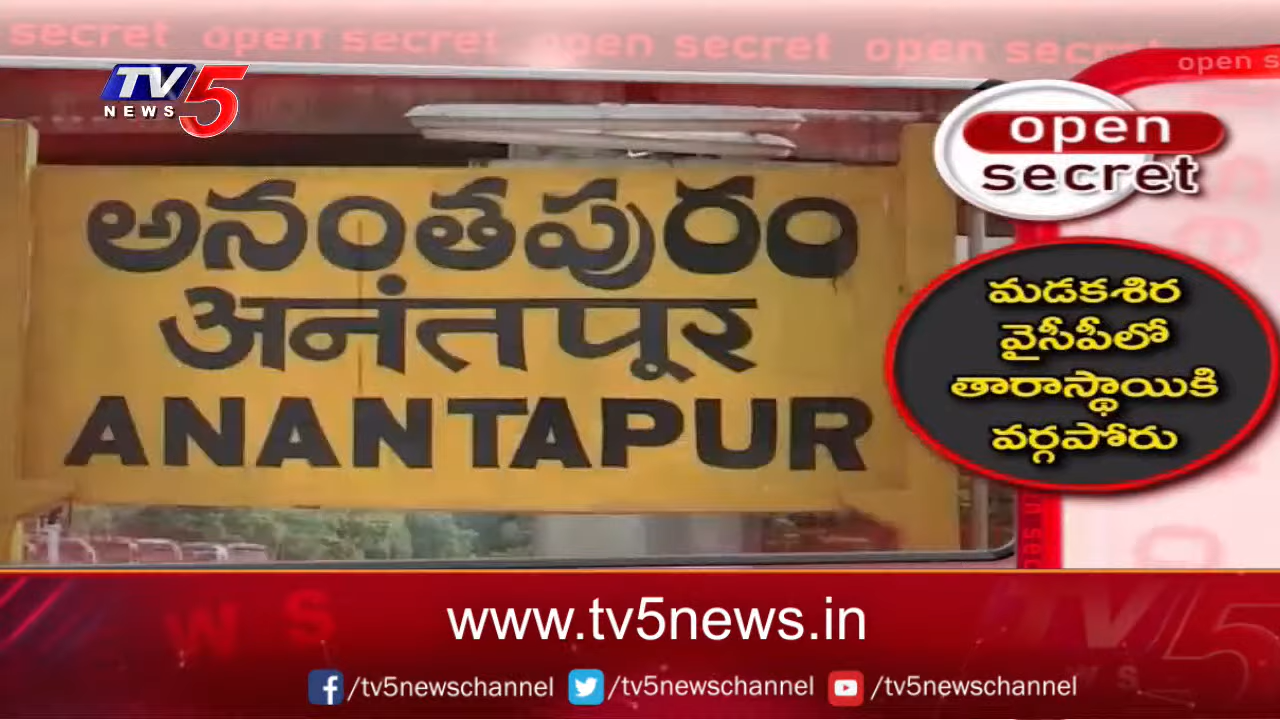 open secret open secret open secret open secret
open s
TV5
NEWS
open
secret
అనంతపురం
अनंतपूर
ANANTAPUR
మడకశిర
వైసీపీలో
తారాస్థాయికి
వర్గపోరు
www.tv5news.in
/tv5newschannel /tv5newschannel /tv5newschannel